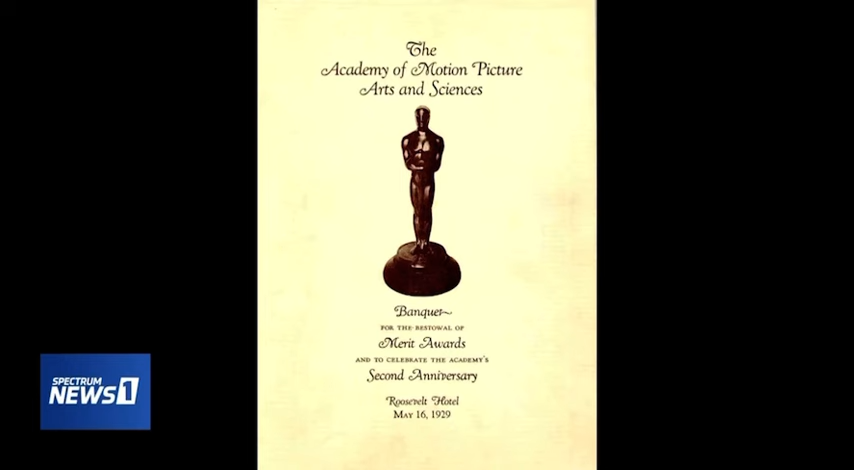 The
Academy of Motion Picture
Arts and Sciences
Banquet
FOR THE BESTOWAL OF
Merit Awards
AND TO CELEBRATE THE ACADEMY'S
Second Anniversary
Roosevelt Hotel
MAY 16, 1929
SPECTRUM
NEWS 1